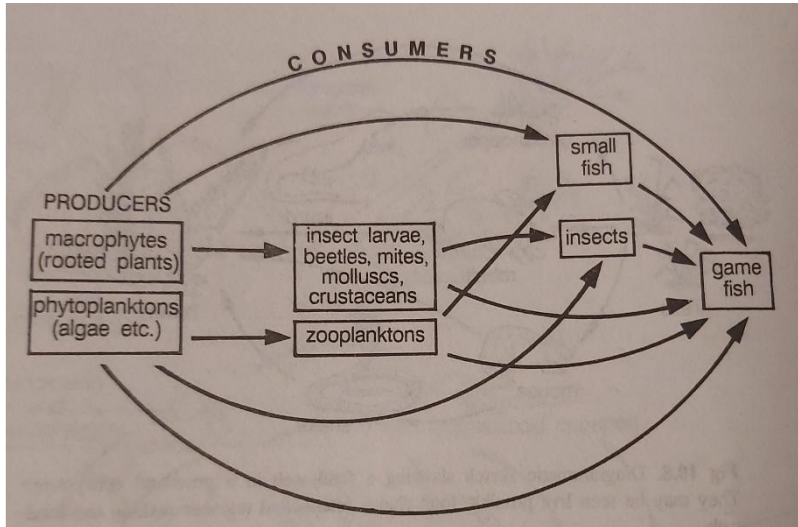 CONSUMERS
small
fish
PRODUCERS
macrophytes
(rooted plants)
insect larvae,
beetles, mites,
molluscs,
crustaceans
insects
game
fish
phytoplanktons
(algae etc.)
zooplanktons